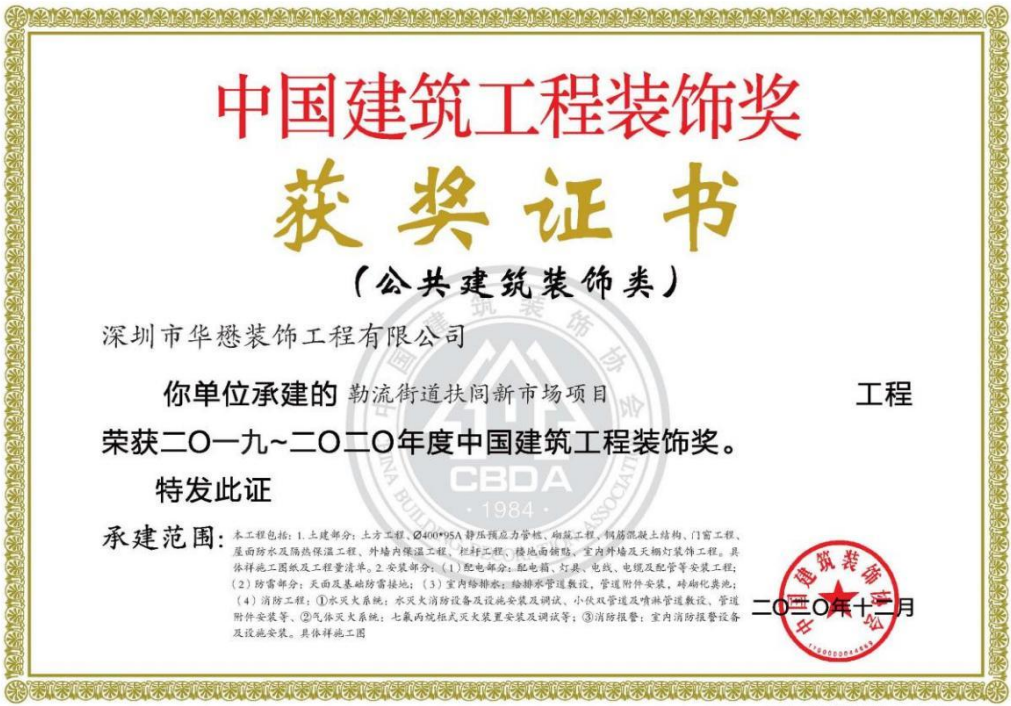 中国建筑工程装饰奖
获奖证书
（公共建筑装饰类）
深圳市华懋装饰工程有限公司
你单位承建的 勒流街道扶闾新市场项目 工程
荣获二〇一九~二〇二〇年度中国建筑工程装饰奖。
特发此证
承建范围：本工程包括：1.土建部分：土方工程、Ø400*95A静压预应力管桩、砌筑工程、钢筋混凝土结构、门窗工程、
屋面防水及隔热保温工程、外墙内保温工程、栏杆工程、楼地面铺贴、室内外墙及天棚灯装饰工程。具
体祥施工图纸及工程量清单。2.安装部分：（1）配电部分：配电箱、灯具、电线、电缆及配管等安装工程；
（2）防雷部分：天面及基础防雷接地；（3）室内给排水：给排水管道敷设，管道附件安装，砖砌化粪池；
（4）消防工程：①水灭火系统：水灭火消防设备及设施安装及调试、小伙双管道及喷淋管道敷设，管道
附件安装等、②气体灭火系统：七氟丙烷柜式灭火装置安装及调试等；③消防报警：室内消防报警设备
及设施安装。具体祥施工图
二〇二〇年十二月
中国建筑装饰协会
中国建筑装饰协会
CBDA
·1984·
CHINA BUILDING DECORATION ASSOCIATION